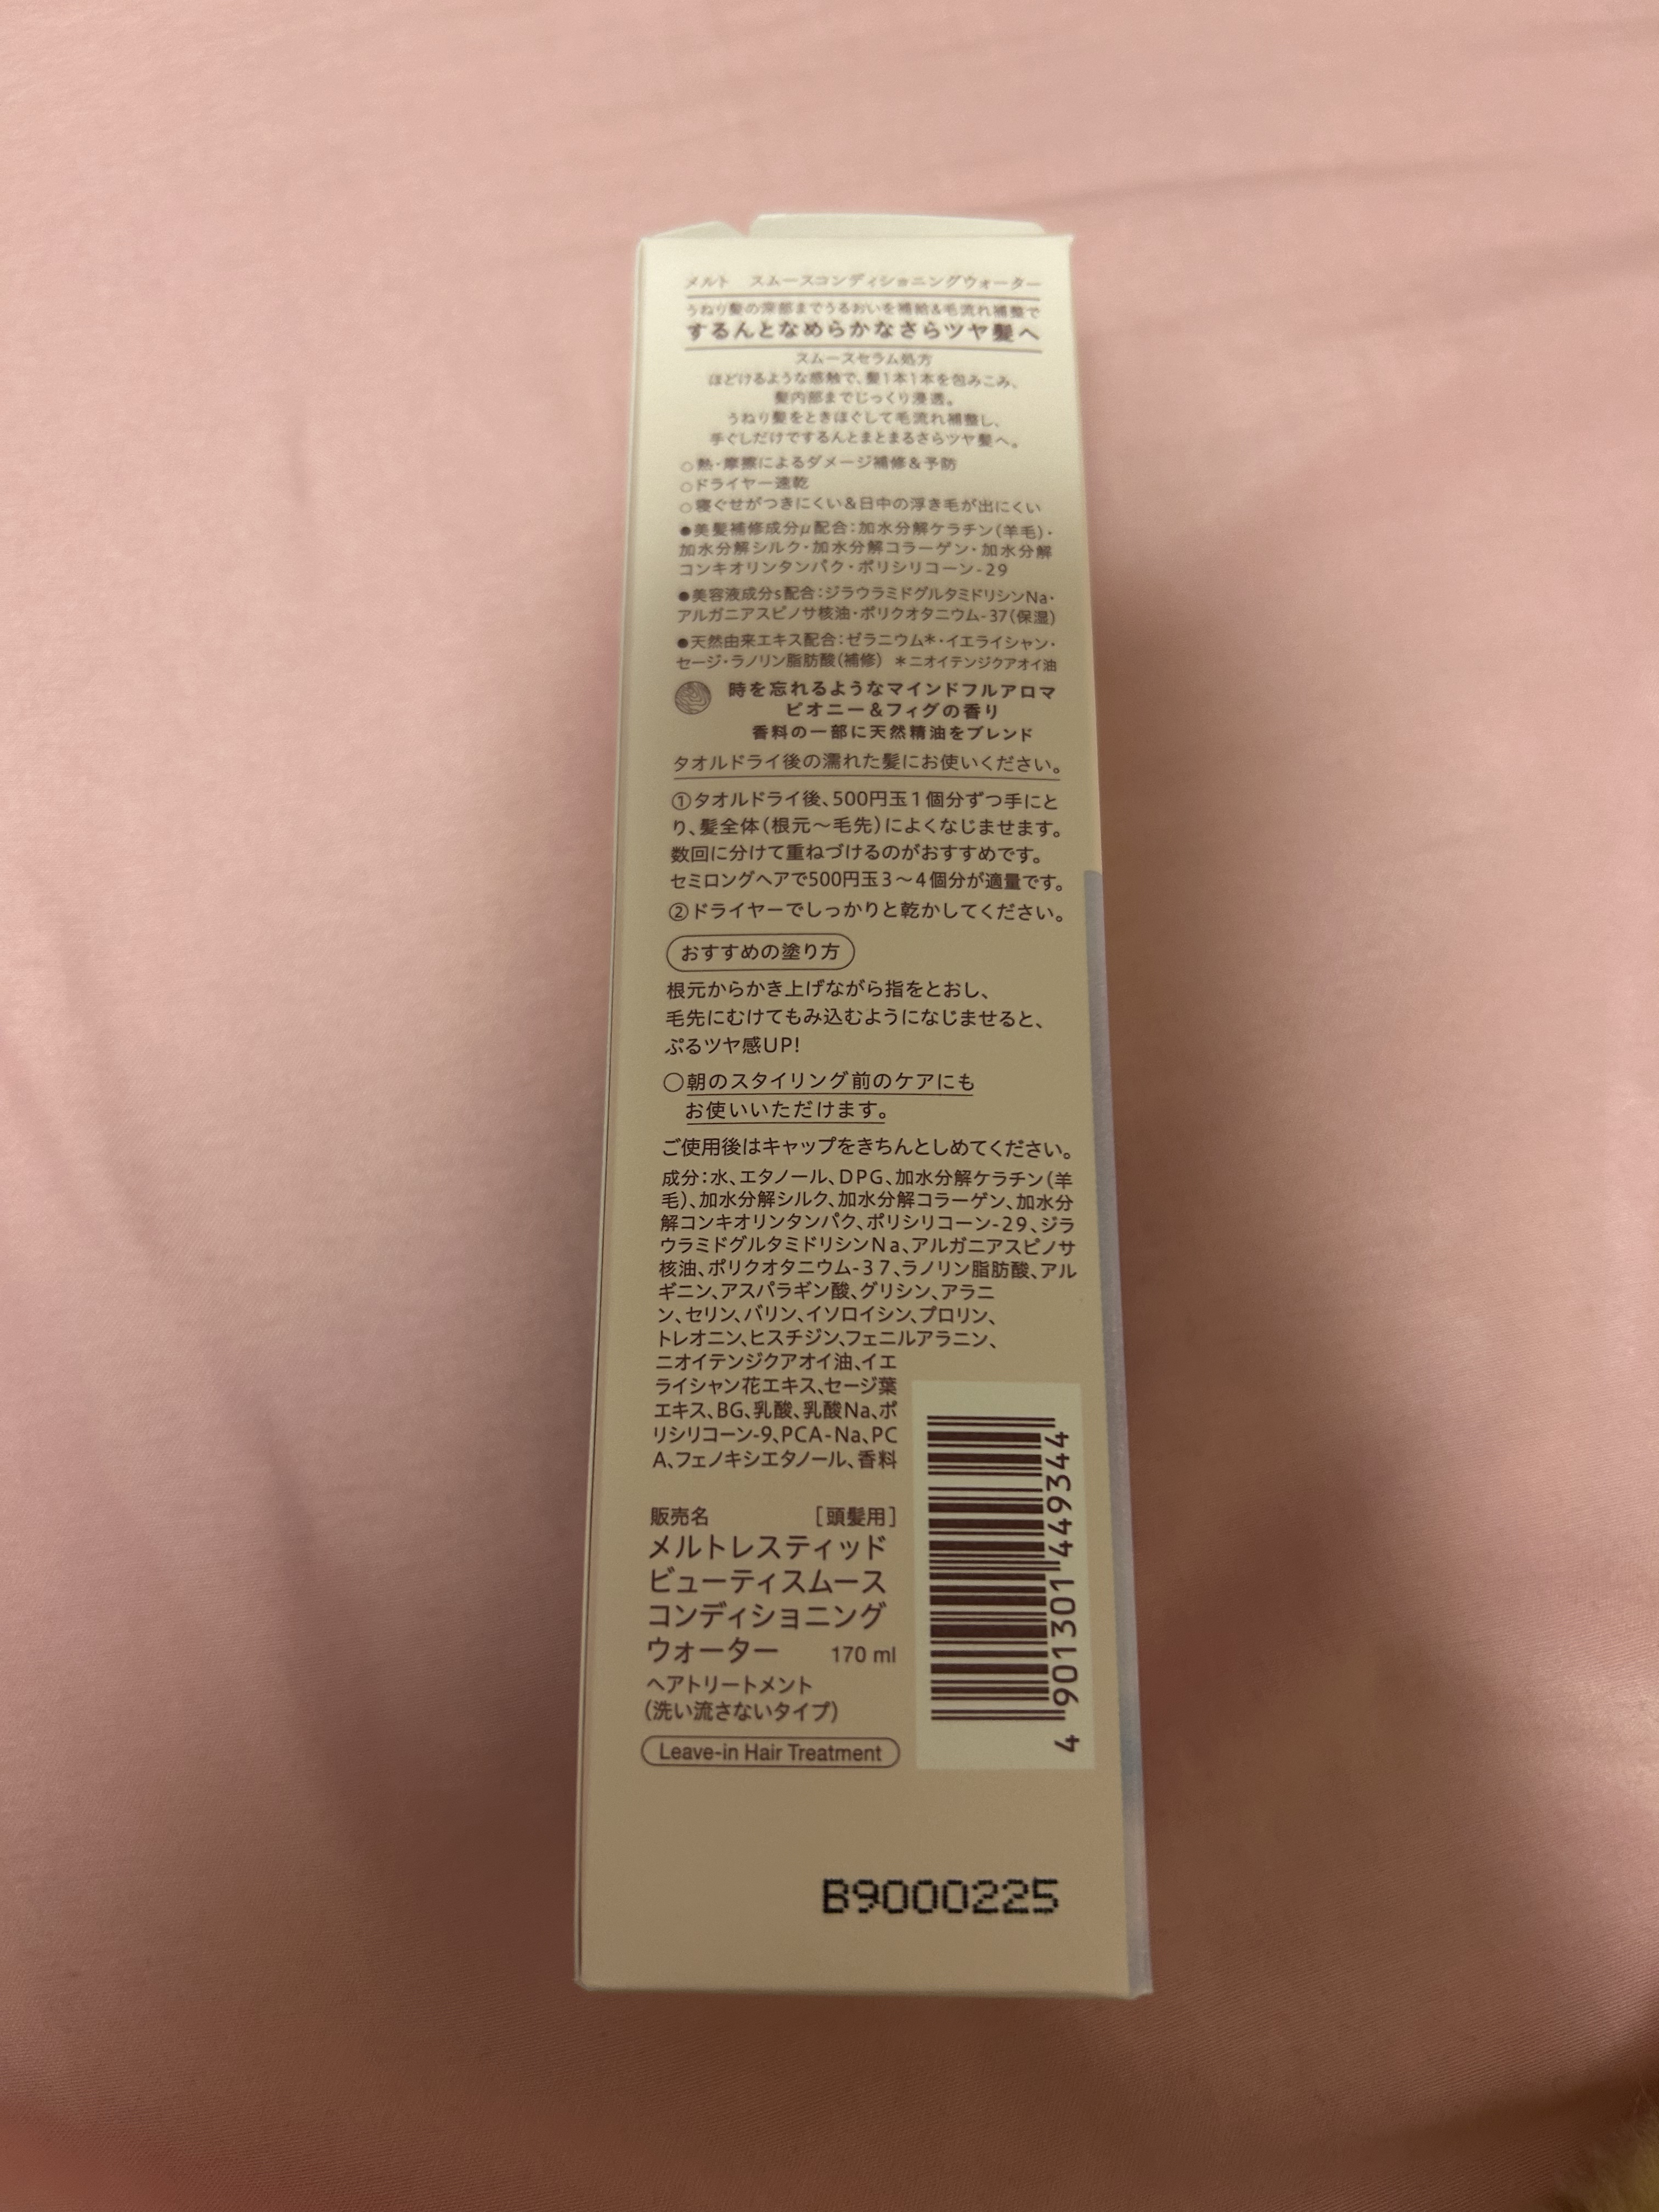 メルト　スムースコンディショニングウォーター
うねり髪の深部までうるおいを補給&毛流れ補整で
するんとなめらかなさらツヤ髪へ
スムースセラム処方
ほどけるような感触で、髪1本1本を包みこみ、
髪内部までじっくり浸透。
うねり髪をときほぐして毛流れ補整し、
手ぐしだけでするんとまとまるさらツヤ髪へ。
○熱・摩擦によるダメージ補修&予防
○ドライヤー速乾
○寝ぐせがつきにくい&日中の浮き毛が出にくい
●美髪補修成分μ配合：加水分解ケラチン（羊毛）・
加水分解シルク・加水分解コラーゲン・加水分解
コンキオリンタンパク・ポリシリコーン-29
●美容液成分s配合：ジラウラミドグルタミドリシンNa・
アルガニアスピノサ核油・ポリクオタニウム-37（保湿）
●天然由来エキス配合：ゼラニウム＊・イエライシャン・
セージ・ラノリン脂肪酸（補修）　＊ニオイテンジクアオイ油
時を忘れるようなマインドフルアロマ
ピオニー&フィグの香り
香料の一部に天然精油をブレンド
タオルドライ後の濡れた髪にお使いください。
①タオルドライ後、500円玉1個分ずつ手にと
り、髪全体（根元〜毛先）によくなじませます。
数回に分けて重ねづけるのがおすすめです。
セミロングヘアで500円玉3〜4個分が適量です。
②ドライヤーでしっかりと乾かしてください。
おすすめの塗り方
根元からかき上げながら指をとおし、
毛先にむけてもみ込むようになじませると、
ぷるツヤ感UP!
○朝のスタイリング前のケアにも
お使いいただけます。
ご使用後はキャップをきちんとしめてください。
成分：水、エタノール、DPG、加水分解ケラチン（羊
毛）、加水分解シルク、加水分解コラーゲン、加水分
解コンキオリンタンパク、ポリシリコーン-29、ジラ
ウラミドグルタミドリシンNa、アルガニアスピノサ
核油、ポリクオタニウム-37、ラノリン脂肪酸、アル
ギニン、アスパラギン酸、グリシン、アラニ
ン、セリン、バリン、イソロイシン、プロリン、
トレオニン、ヒスチジン、フェニルアラニン、
ニオイテンジクアオイ油、イエ
ライシャン花エキス、セージ葉
エキス、BG、乳酸、乳酸Na、ポ
リシリコーン-9、PCA-Na、PC
A、フェノキシエタノール、香料
販売名　［頭髪用］
メルトレスティッド
ビューティスムース
コンディショニング
ウォーター　170 ml
ヘアトリートメント
（洗い流さないタイプ）
Leave-in Hair Treatment
4 901301 449344
B9000225